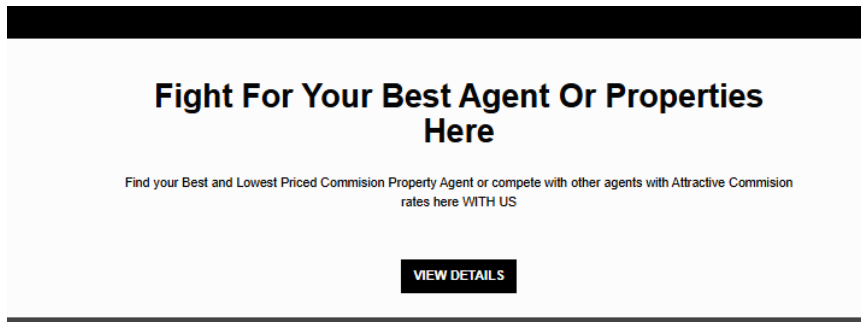 Fight For Your Best Agent Or Properties
Here
Find your Best and Lowest Priced Commision Property Agent or compete with other agents with Attractive Commision
rates here WITH US
VIEW DETAILS